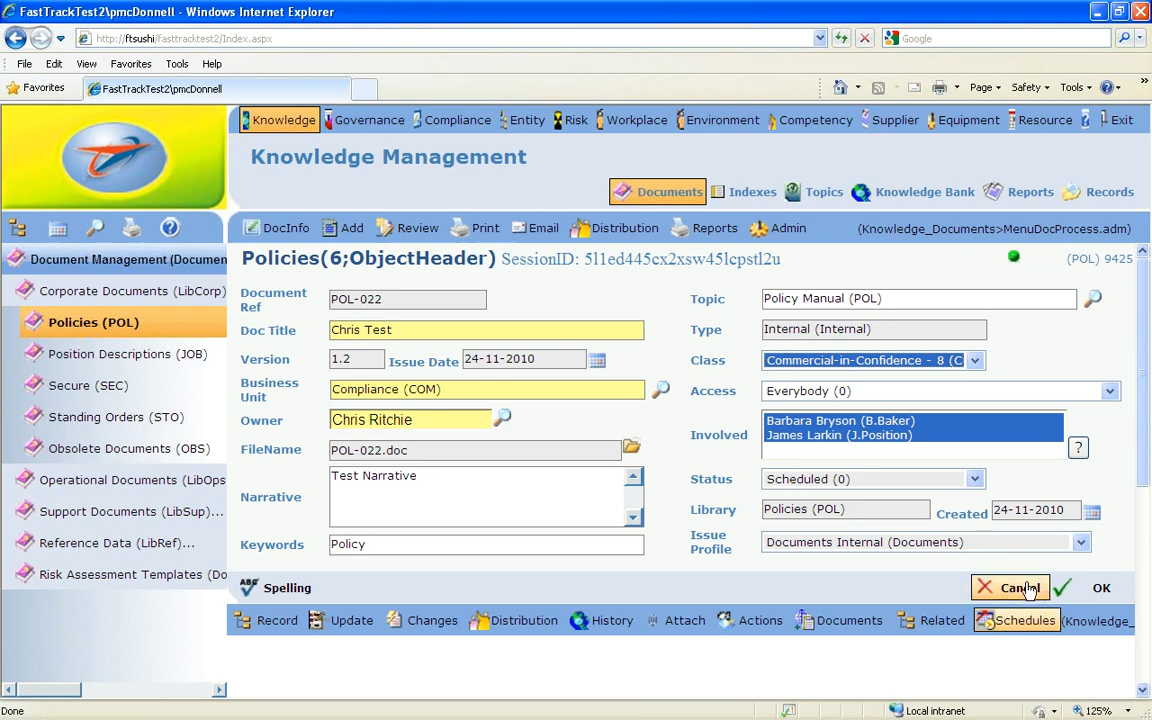 FastTrackTest2\pmcDonnell - Windows Internet Explorer
http://ftsushi/fasttracktest2/Index.aspx
Google
File Edit View Favorites Tools Help
Favorites FastTrackTest2\pmcDonnell Page Safety Tools
Knowledge Governance Compliance Entity Risk Workplace Environment Competency Supplier Equipment Resource Exit
Knowledge Management
Documents Indexes Topics Knowledge Bank Reports Records
DocInfo Add Review Print Email Distribution Reports Admin (Knowledge_Documents>MenuDocProcess.adm)
Document Management (Documen
Corporate Documents (LibCorp)
Policies (POL)
Position Descriptions (JOB)
Secure (SEC)
Standing Orders (STO)
Obsolete Documents (OBS)
Operational Documents (LibOps
Support Documents (LibSup)...
Reference Data (LibRef)...
Risk Assessment Templates (Do
Policies(6;ObjectHeader) SessionID: 5l1ed445cx2xsw45lcpstl2u (POL) 9425
Document Ref POL-022
Doc Title Chris Test
Version 1.2 Issue Date 24-11-2010
Business Unit Compliance (COM)
Owner Chris Ritchie
FileName POL-022.doc
Narrative Test Narrative
Keywords Policy
Topic Policy Manual (POL)
Type Internal (Internal)
Class Commercial-in-Confidence - 8 (C
Access Everybody (0)
Involved Barbara Bryson (B.Baker)
James Larkin (J.Position)
?
Status Scheduled (0)
Library Policies (POL) Created 24-11-2010
Issue Profile Documents Internal (Documents)
ABC Spelling Cancel OK
Record Update Changes Distribution History Attach Actions Documents Related Schedules (Knowledge_
Done Local intranet 125%